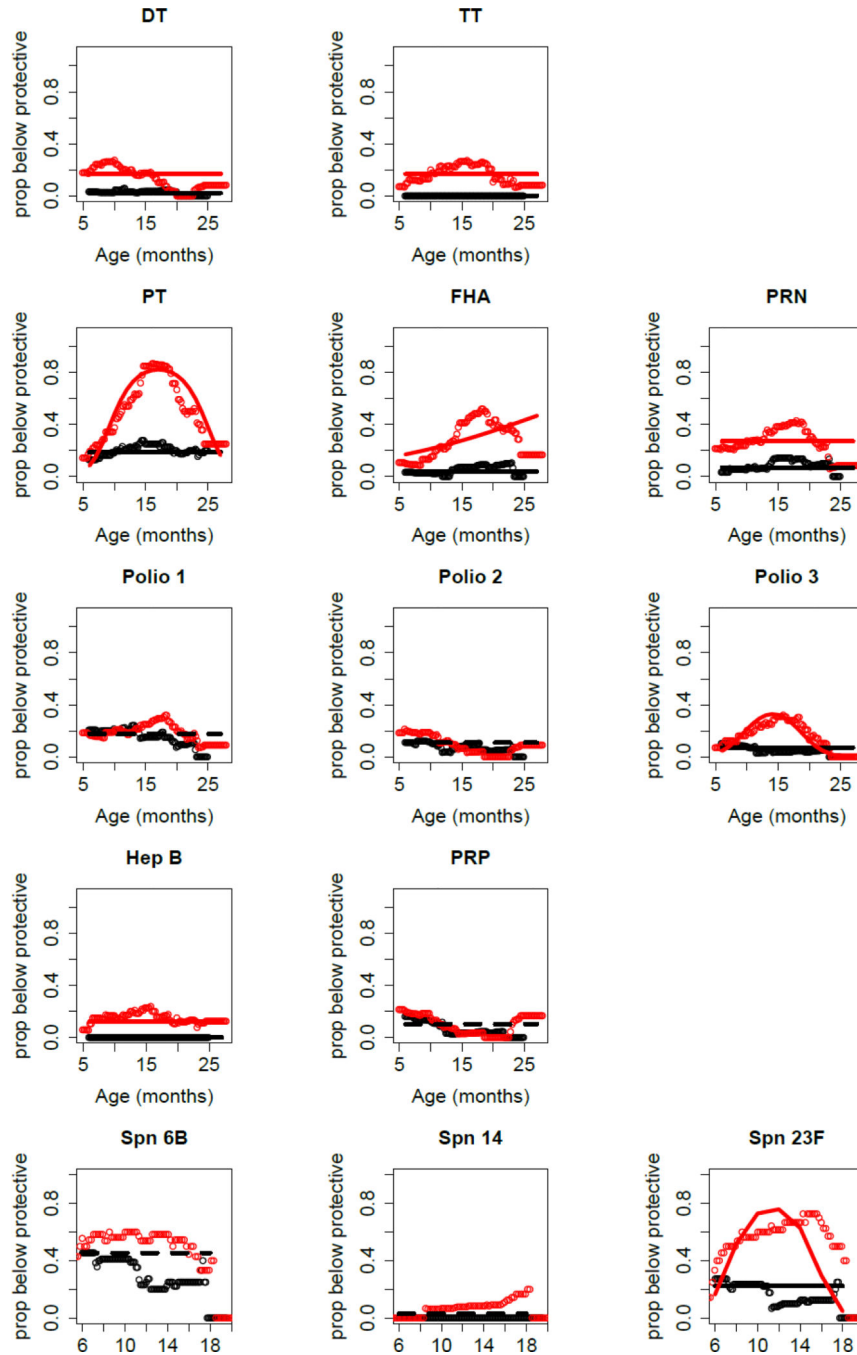 DT
TT
prop below protective
0.0 0.4 0.8
5 15 25
Age (months)
prop below protective
0.0 0.4 0.8
5 15 25
Age (months)
PT
FHA
PRN
prop below protective
0.0 0.4 0.8
5 15 25
Age (months)
prop below protective
0.0 0.4 0.8
5 15 25
Age (months)
prop below protective
0.0 0.4 0.8
5 15 25
Age (months)
Polio 1
Polio 2
Polio 3
prop below protective
0.0 0.4 0.8
5 15 25
Age (months)
prop below protective
0.0 0.4 0.8
5 15 25
Age (months)
prop below protective
0.0 0.4 0.8
5 15 25
Age (months)
Hep B
PRP
prop below protective
0.0 0.4 0.8
5 15 25
Age (months)
prop below protective
0.0 0.4 0.8
5 15 25
Age (months)
Spn 6B
Spn 14
Spn 23F
prop below protective
0.0 0.4 0.8
6 10 14 18
prop below protective
0.0 0.4 0.8
6 10 14 18
prop below protective
0.0 0.4 0.8
6 10 14 18